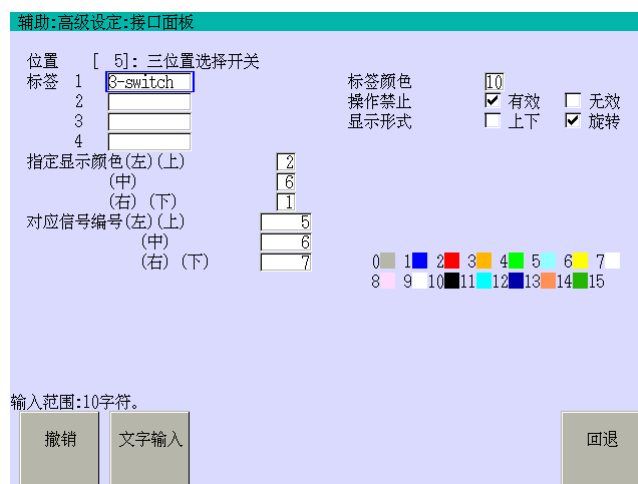 辅助:高级设定:接口面板
位置 [ 5]: 三位置选择开关
标签 1 3-switch 标签颜色 10
2 操作禁止 有效 无效
3 显示形式 上下 旋转
4
指定显示颜色(左)(上) 2
(中) 6
(右) (下) 1
对应信号编号(左)(上) 5
(中) 6
(右) (下) 7
0 1 2 3 4 5 6 7
8 9 10 11 12 13 14 15
输入范围:10字符。
撤销 文字输入 回退